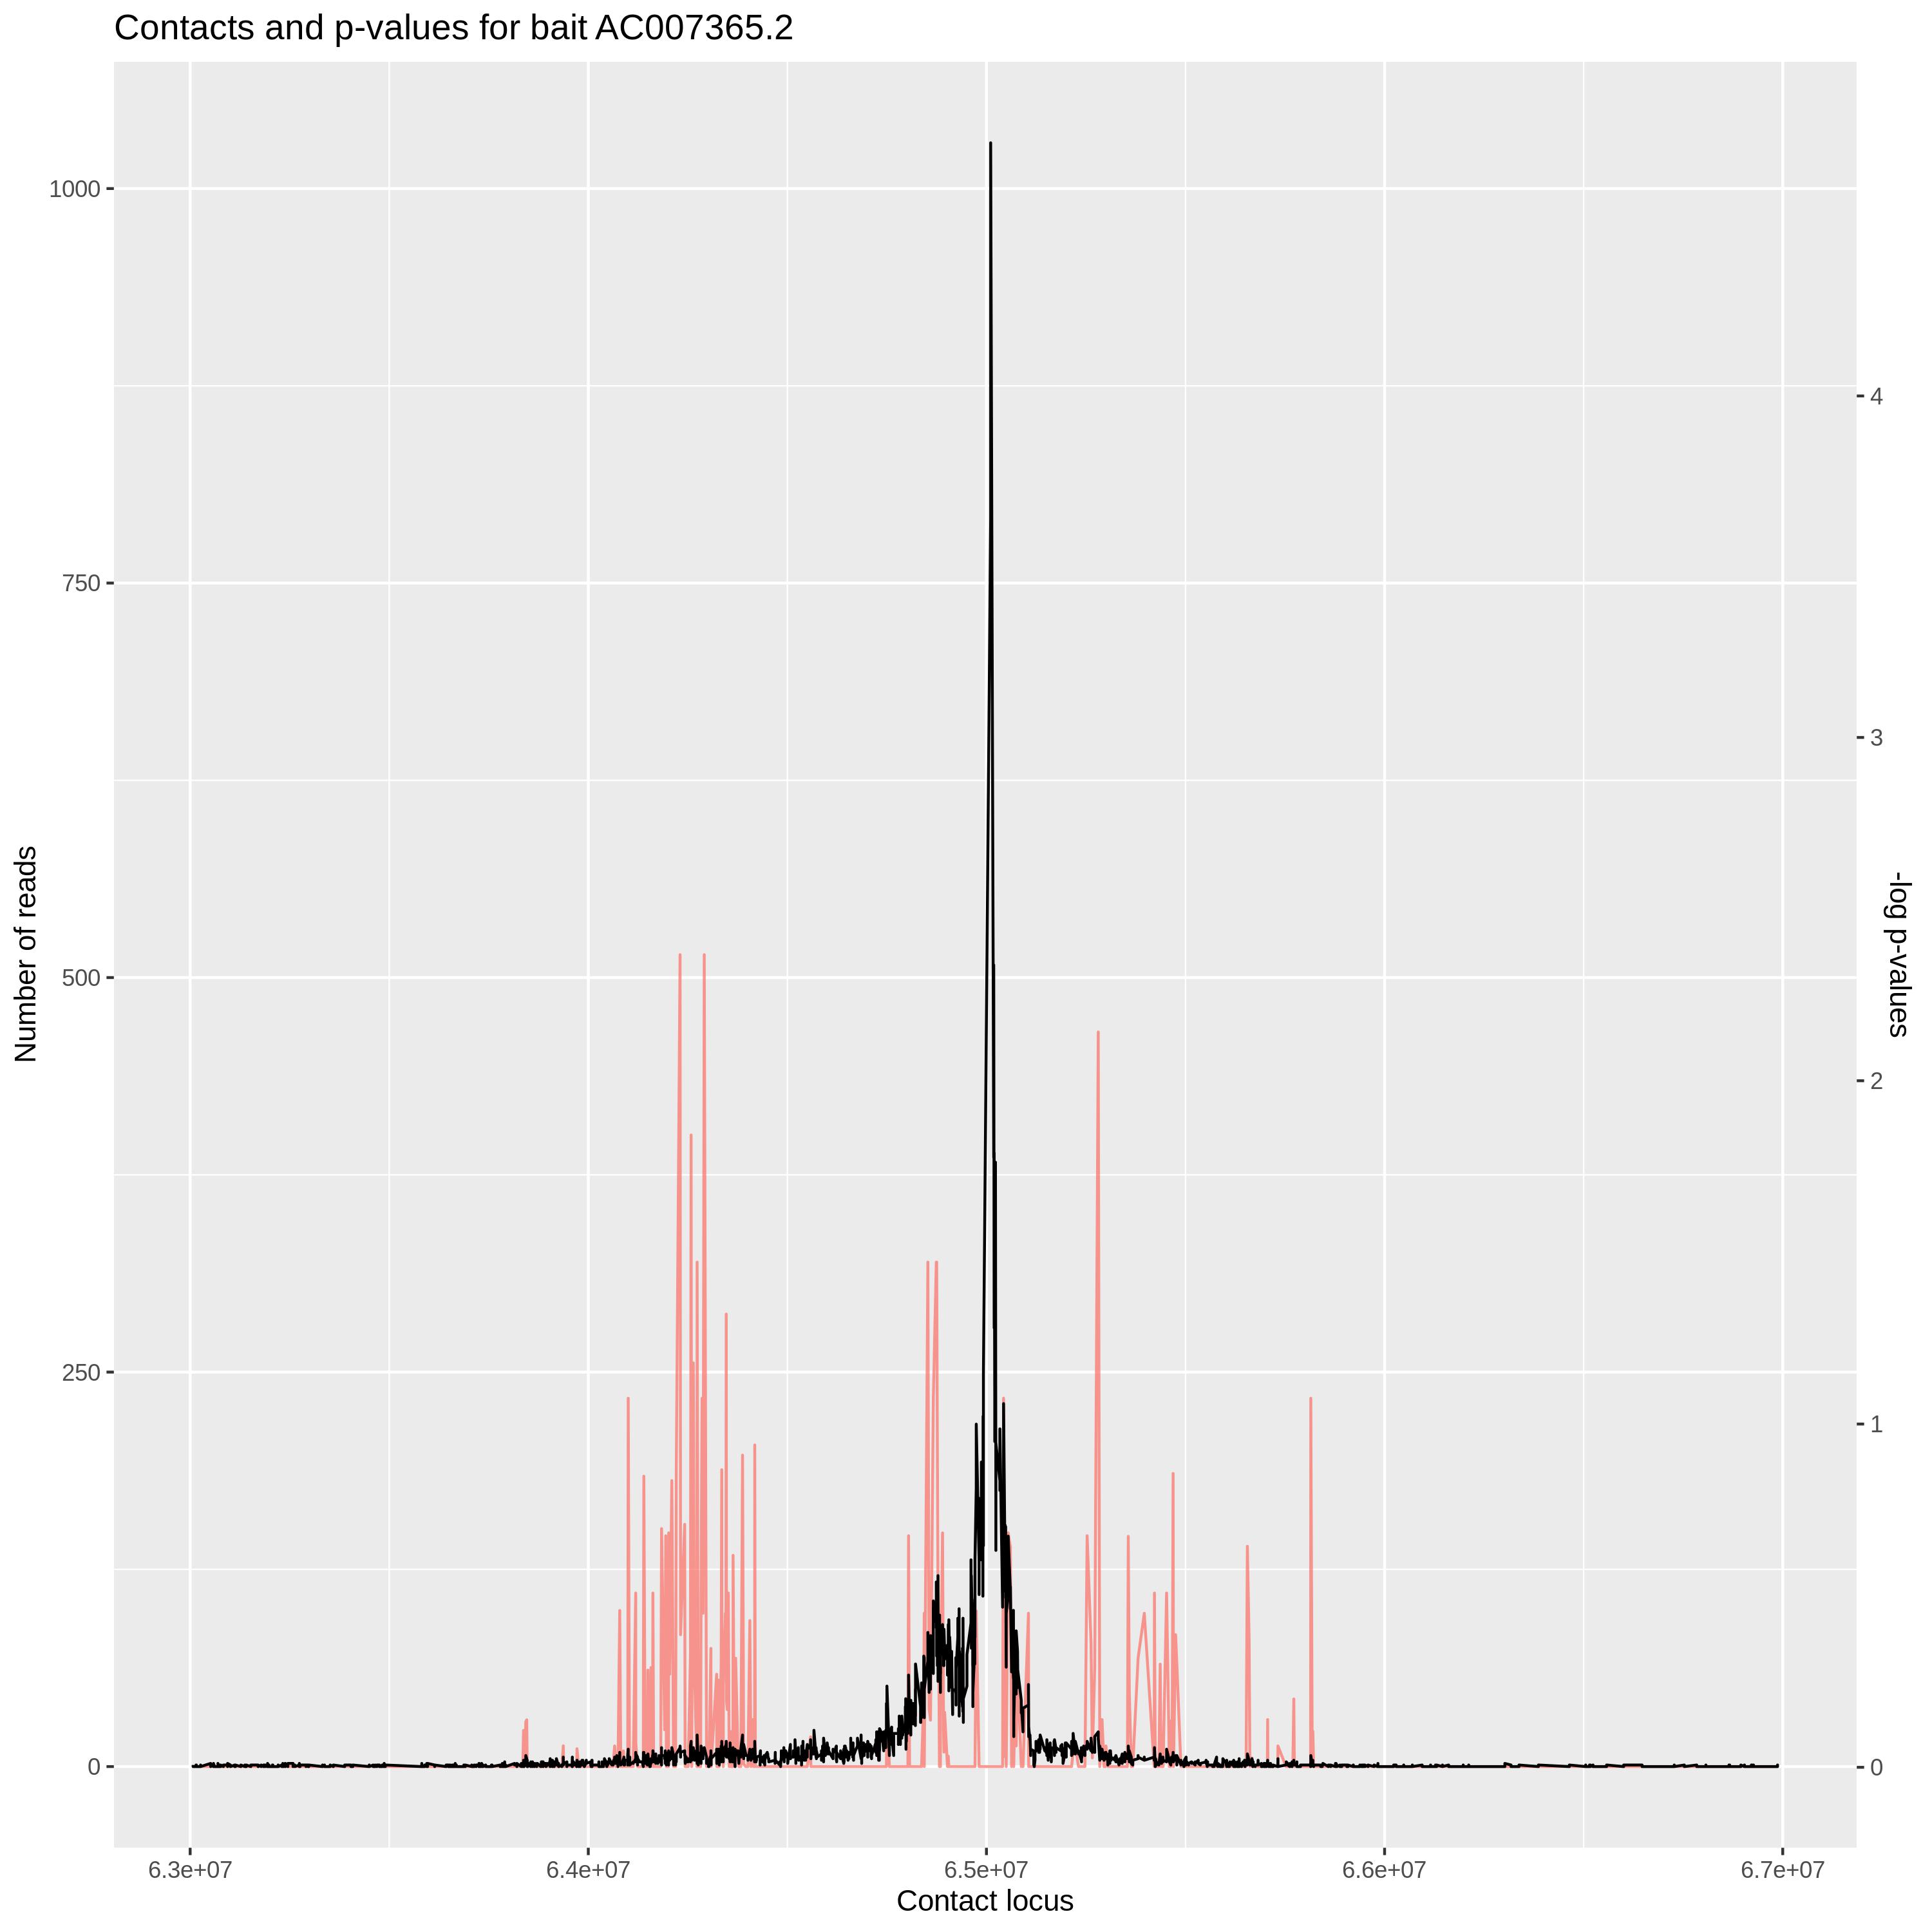 Contacts and p-values for bait AC007365.2
1000
750
500
250
0
Number of reads
4
3
2
1
0
-log p-values
6.3e+07 6.4e+07 6.5e+07 6.6e+07 6.7e+07
Contact locus